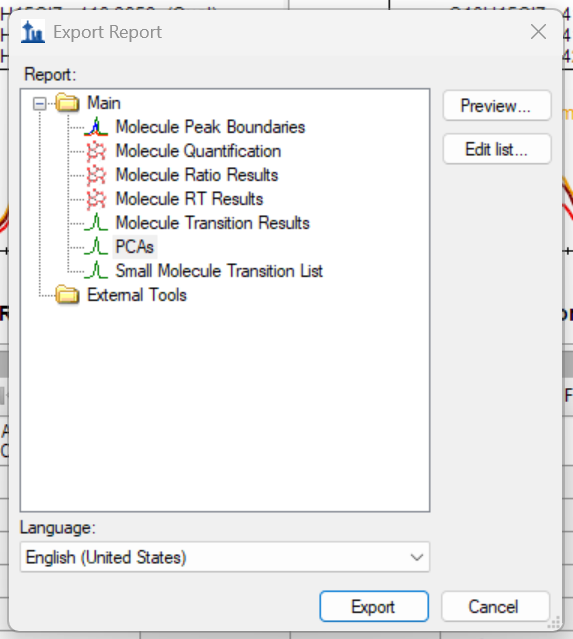 Export Report
Report:
Main
Molecule Peak Boundaries
Molecule Quantification
Molecule Ratio Results
Molecule RT Results
Molecule Transition Results
PCAs
Small Molecule Transition List
External Tools
Preview...
Edit list...
Language:
English (United States)
Export
Cancel